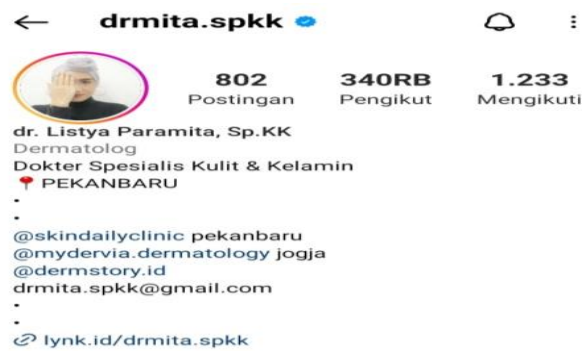 drmita.spkk
802 340RB 1.233
Postingan Pengikut Mengikuti
dr. Listya Paramita, Sp.KK
Dermatolog
Dokter Spesialis Kulit & Kelamin
📍 PEKANBARU
•
•
@skindailyclinic pekanbaru
@mydervia.dermatology jogja
@dermstory.id
drmita.spkk@gmail.com
•
•
lynk.id/drmita.spkk